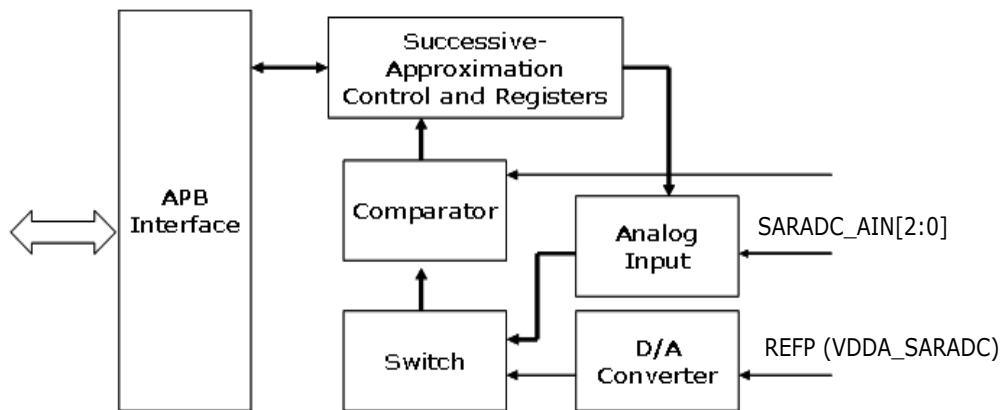 Successive-
Approximation
Control and Registers
APB
Interface
Comparator
Analog
Input
SARADC_AIN[2:0]
Switch
D/A
Converter
REFP (VDDA_SARADC)